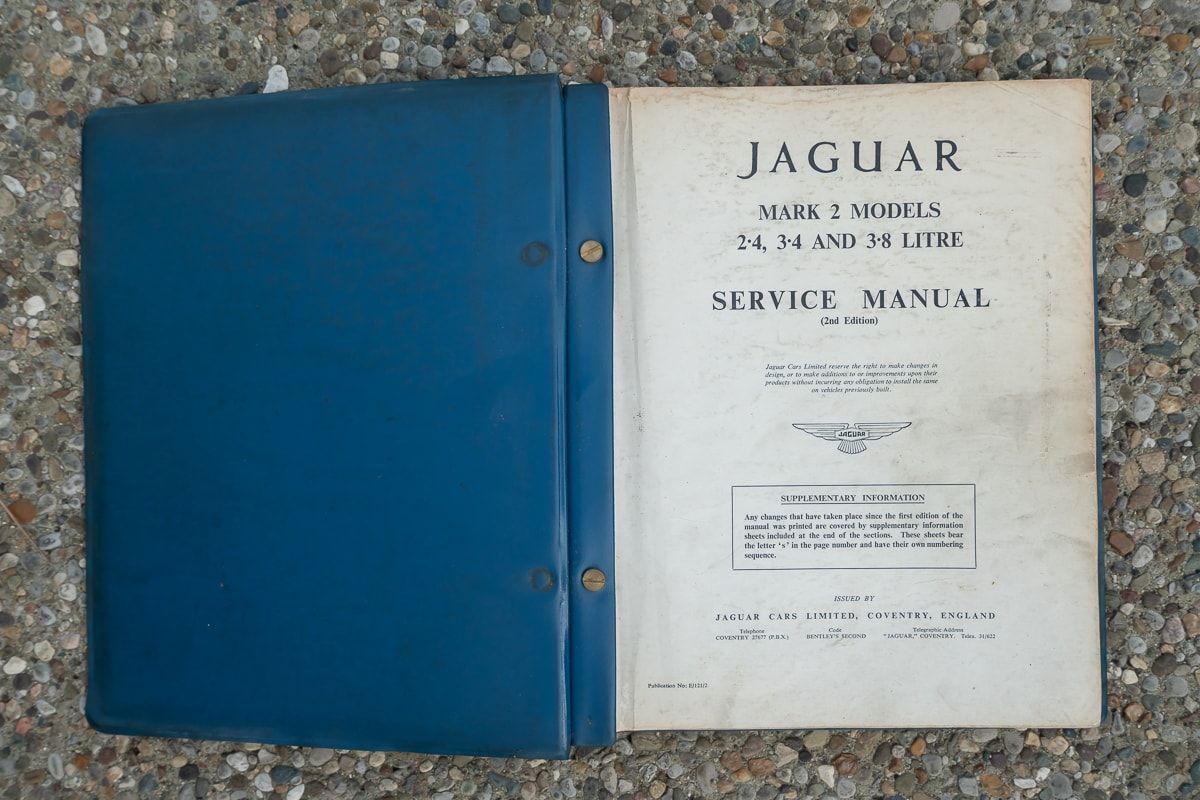 JAGUAR
MARK 2 MODELS
2·4, 3·4 AND 3·8 LITRE
SERVICE MANUAL
(2nd Edition)
Jaguar Cars Limited reserve the right to make changes in
design, or to make additions to or improvements upon their
products without incurring any obligation to install the same
on vehicles previously built.
JAGUAR
SUPPLEMENTARY INFORMATION
Any changes that have taken place since the first edition of the
manual was printed are covered by supplementary information
sheets included at the end of the sections. These sheets bear
the letter ‘s’ in the page number and have their own numbering
sequence.
ISSUED BY
JAGUAR CARS LIMITED, COVENTRY, ENGLAND
Telephone Code Telegraphic Address
COVENTRY 27677 (P.B.X.) BENTLEY'S SECOND "JAGUAR," COVENTRY. Telex. 31/622
Publication No: E/121/2